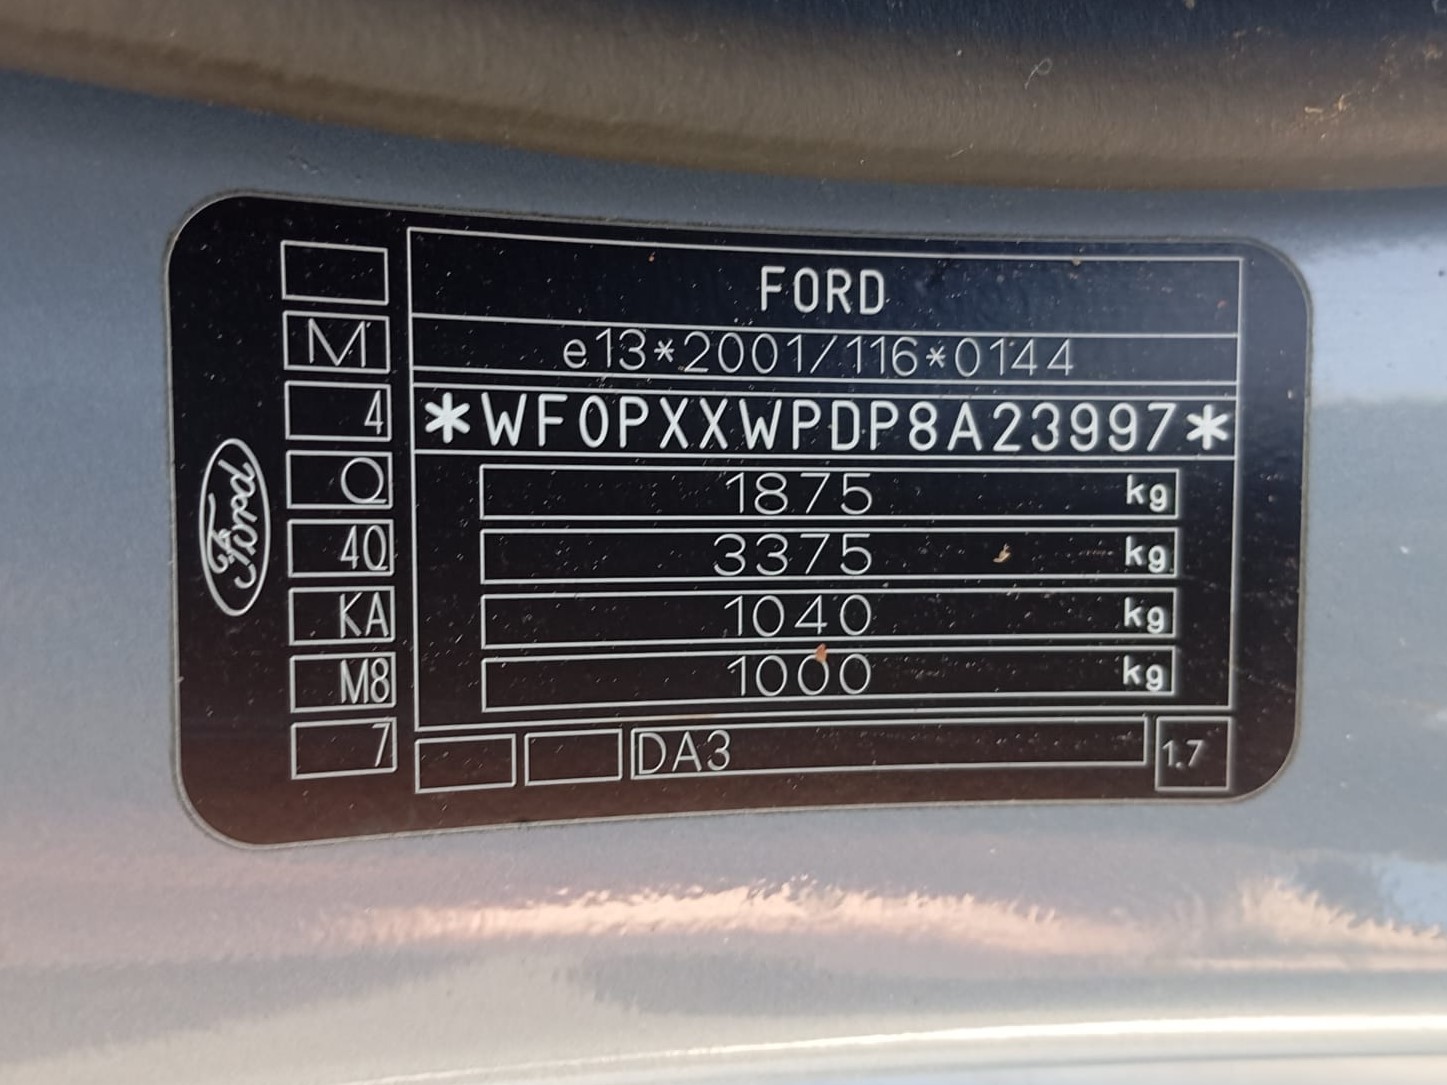 FORD
e13*2001/116*0144
*WF0PXXWPDP8A23997*
1875 kg
3375 kg
1040 kg
1000 kg
DA3
1.7
M
4
Q
4Q
KA
M8
7
Ford